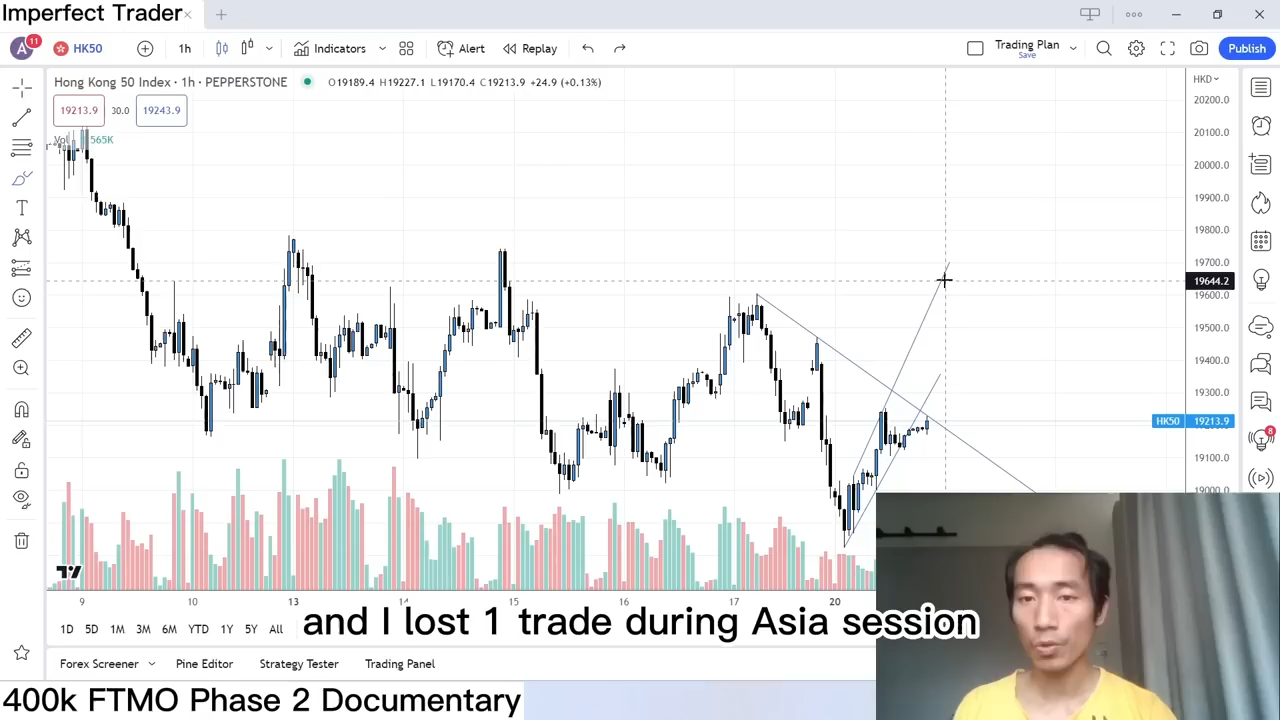 Imperfect Trader
A 11 HK50 1h Indicators Alert Replay Trading Plan Save Publish
Hong Kong 50 Index · 1h · PEPPERSTONE O19189.4 H19227.1 L19170.4 C19213.9 +24.9 (+0.13%) HKD
19213.9 30.0 19243.9
Vol 565K
20200.0
20100.0
20000.0
19900.0
19800.0
19700.0
19644.2
19600.0
19500.0
19400.0
19300.0
HK50 19213.9
19100.0
19000.0
8
9 10 13 14 15 16 17 20
and I lost 1 trade during Asia session
1D 5D 1M 3M 6M YTD 1Y 5Y All
Forex Screener Pine Editor Strategy Tester Trading Panel
400k FTMO Phase 2 Documentary